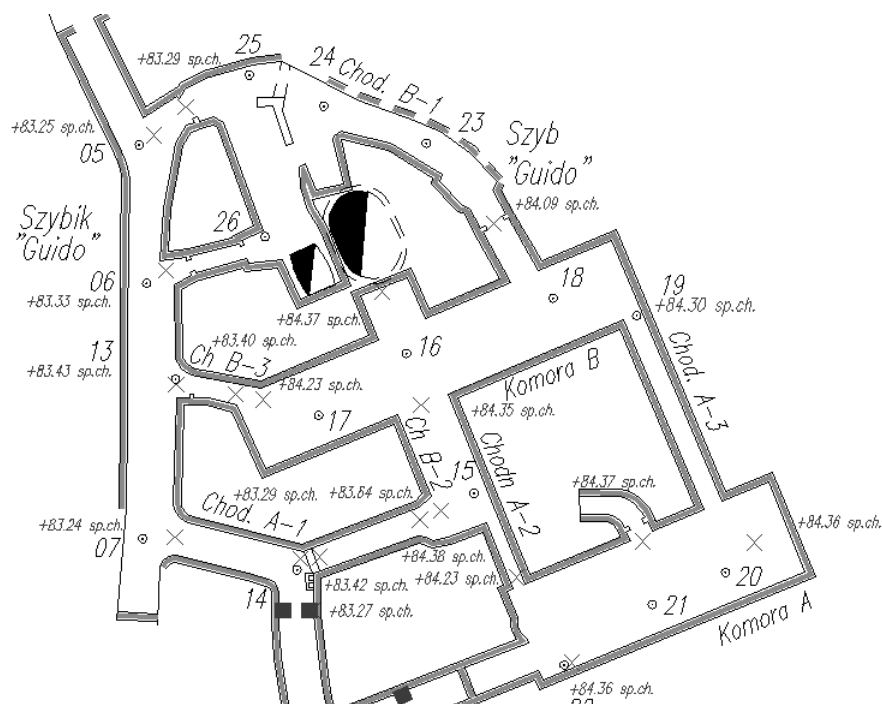 25
24
+83.29 sp.ch.
Chod. B-1
23
+83.25 sp.ch.
05
Szyb
"Guido"
+84.09 sp.ch.
Szybik
"Guido"
26
06
+83.33 sp.ch.
18
19
+84.30 sp.ch.
+84.37 sp.ch.
+83.40 sp.ch.
13
+83.43 sp.ch.
Ch B-3
16
Chod. A-3
+84.23 sp.ch.
Komora B
+84.35 sp.ch.
17
Ch B-2
Chodn A-2
15
+84.37 sp.ch.
+83.29 sp.ch.
+83.64 sp.ch.
Chod. A-1
+83.24 sp.ch.
07
+84.36 sp.ch.
+84.38 sp.ch.
+84.23 sp.ch.
+83.42 sp.ch.
14
+83.27 sp.ch.
20
21
Komora A
+84.36 sp.ch.